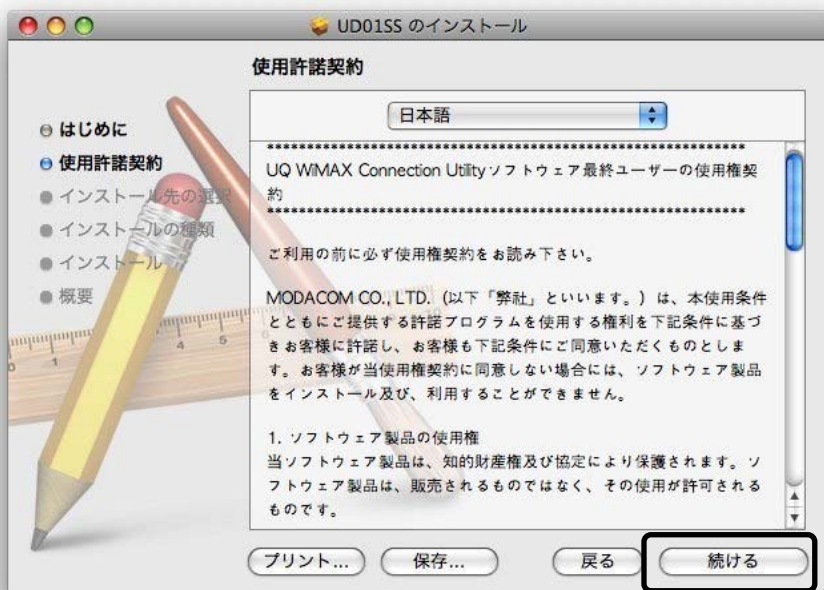 UD01SS のインストール
使用許諾契約
はじめに
使用許諾契約
インストール先の選択
インストールの種類
インストール
概要
日本語
************************************************************
UQ WiMAX Connection Utilityソフトウェア最終ユーザーの使用権契
約
************************************************************
ご利用の前に必ず使用権契約をお読み下さい。
MODACOM CO., LTD.（以下「弊社」といいます。）は、本使用条件
とともにご提供する許諾プログラムを使用する権利を下記条件に基づ
きお客様に許諾し、お客様も下記条件にご同意いただくものとしま
す。お客様が当使用権契約に同意しない場合には、ソフトウェア製品
をインストール及び、利用することができません。
1. ソフトウェア製品の使用権
当ソフトウェア製品は、知的財産権及び協定により保護されます。ソ
フトウェア製品は、販売されるものではなく、その使用が許可される
ものです。
プリント... 保存... 戻る 続ける
0 1 4 5